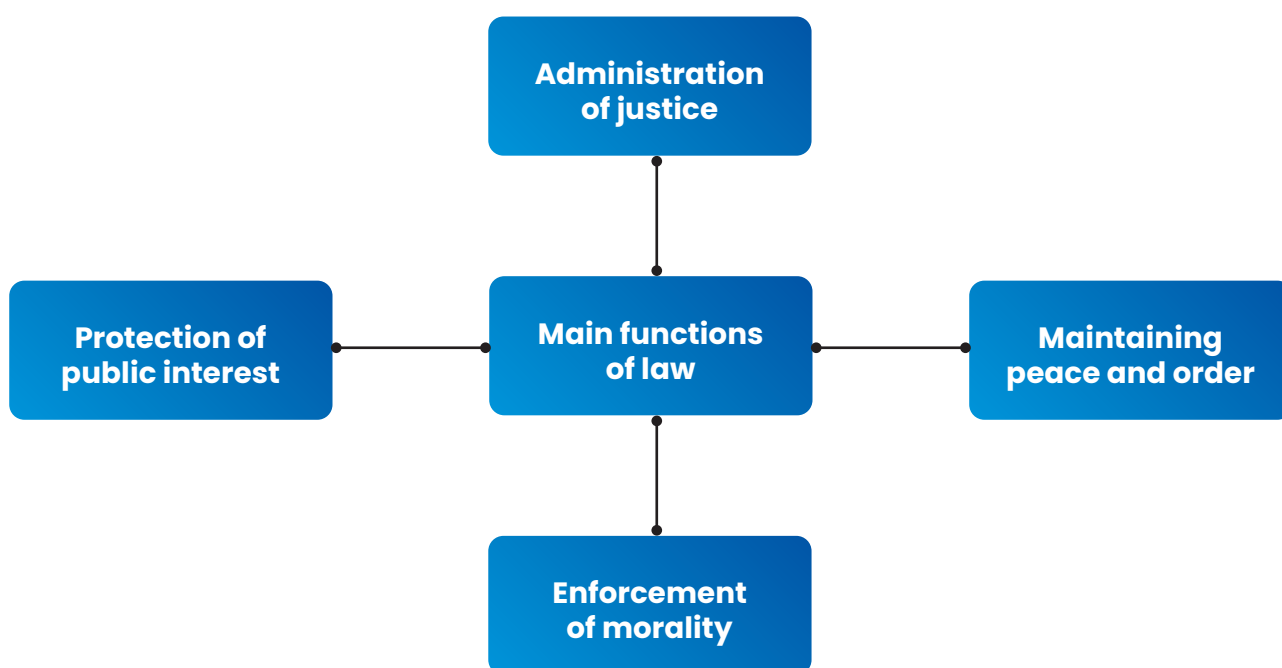 Administration
of justice
Protection of
public interest
Main functions
of law
Maintaining
peace and order
Enforcement
of morality